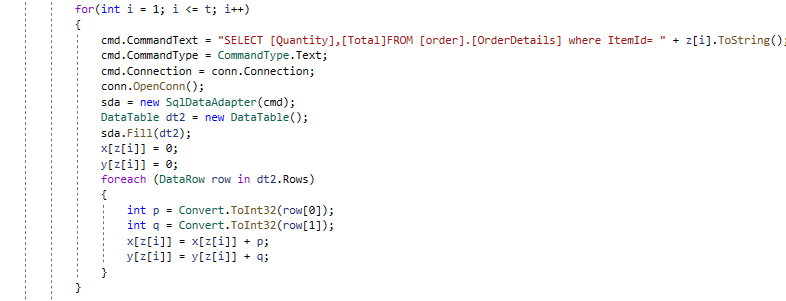 for(int i = 1; i <= t; i++)
{
cmd.CommandText = "SELECT [Quantity],[Total]FROM [order].[OrderDetails] where ItemId= " + z[i].ToString();
cmd.CommandType = CommandType.Text;
cmd.Connection = conn.Connection;
conn.OpenConn();
sda = new SqlDataAdapter(cmd);
DataTable dt2 = new DataTable();
sda.Fill(dt2);
x[z[i]] = 0;
y[z[i]] = 0;
foreach (DataRow row in dt2.Rows)
{
int p = Convert.ToInt32(row[0]);
int q = Convert.ToInt32(row[1]);
x[z[i]] = x[z[i]] + p;
y[z[i]] = y[z[i]] + q;
}
}